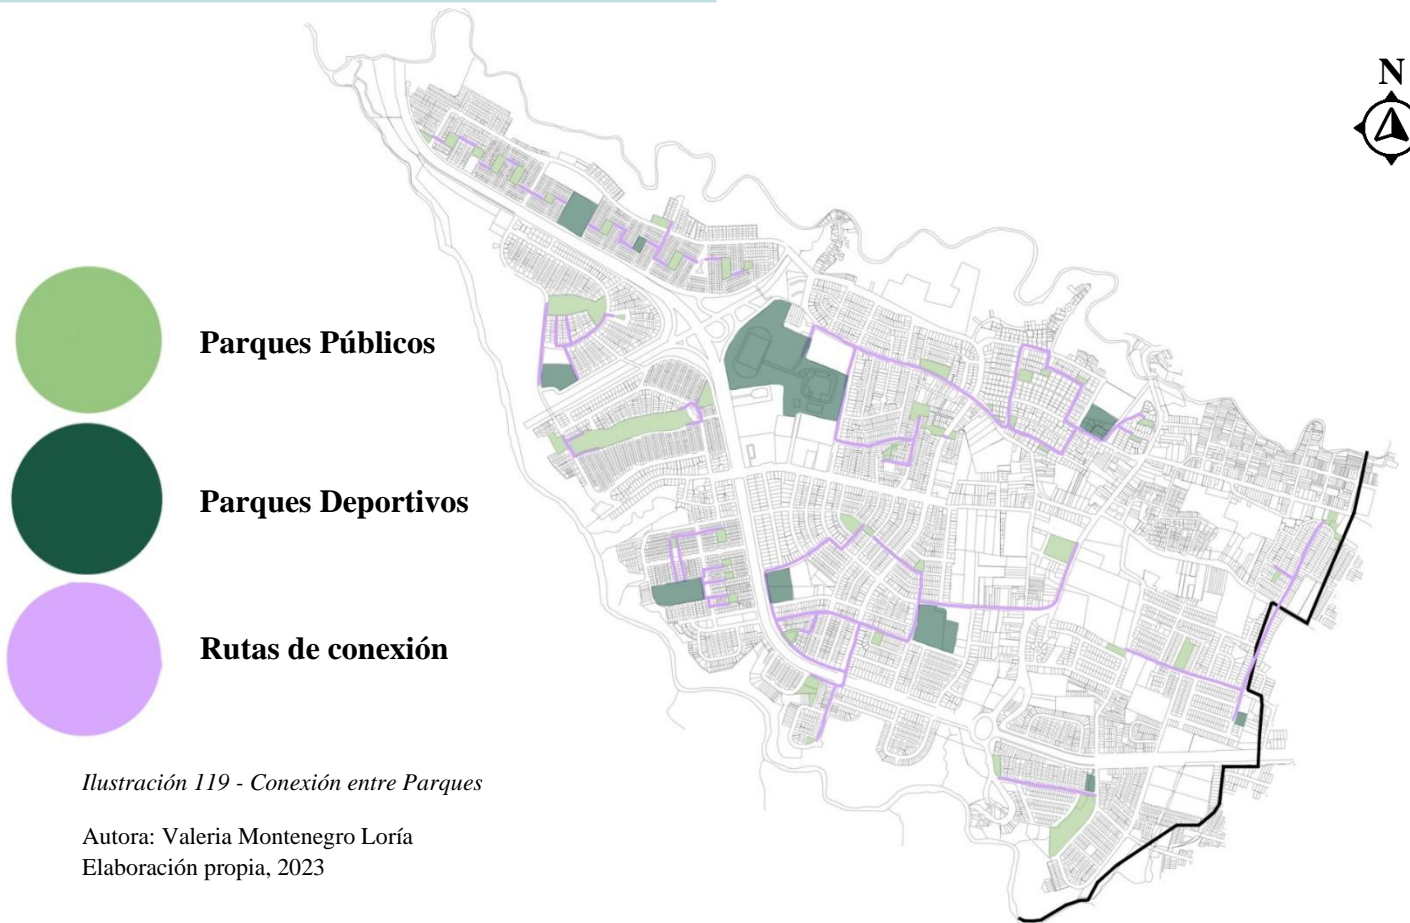 N
Parques Públicos
Parques Deportivos
Rutas de conexión
Ilustración 119 - Conexión entre Parques
Autora: Valeria Montenegro Loría
Elaboración propia, 2023